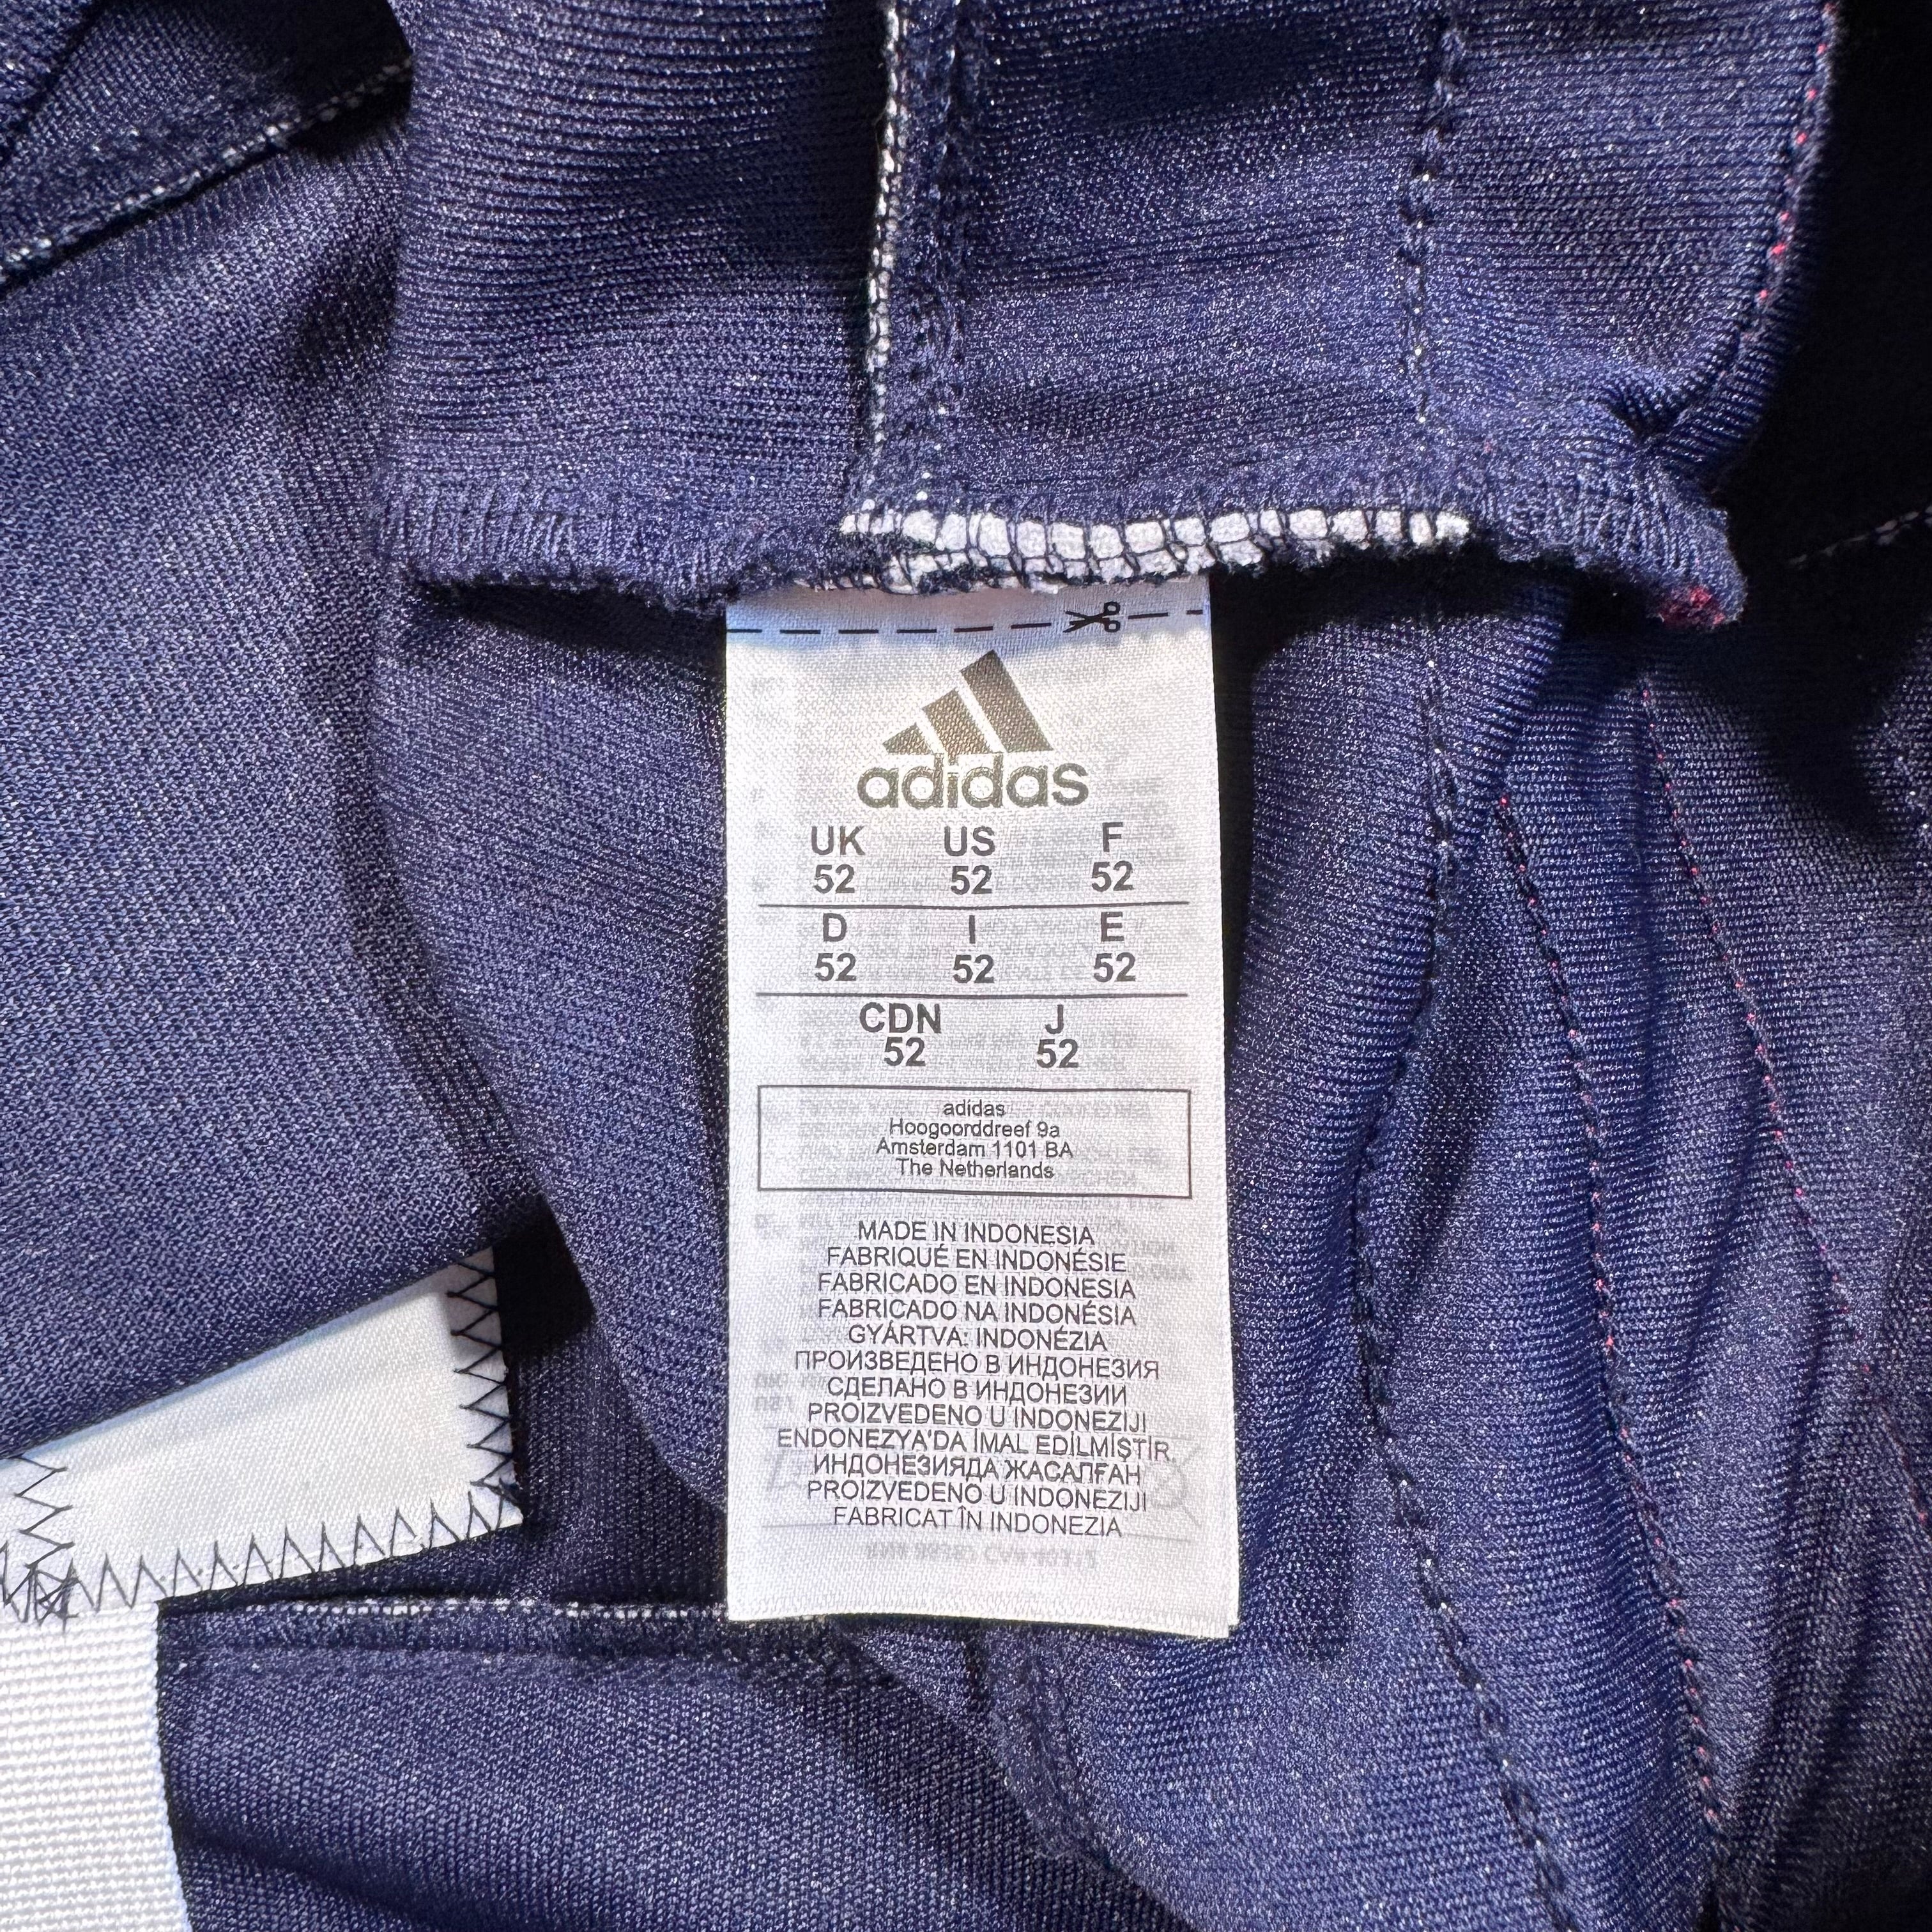 adidas
UK US F
52 52 52
D I E
52 52 52
CDN J
52 52
adidas
Hoogoorddreef 9a
Amsterdam 1101 BA
The Netherlands
MADE IN INDONESIA
FABRIQUÉ EN INDONÉSIE
FABRICADO EN INDONESIA
FABRICADO NA INDONÉSIA
GYÁRTVA: INDONÉZIA
ПРОИЗВЕДЕНО В ИНДОНЕЗИЯ
СДЕЛАНО В ИНДОНЕЗИИ
PROIZVEDENO U INDONEZIJI
ENDONEZYA'DA İMAL EDİLMİŞTİR.
ИНДОНЕЗИЯДА ЖАСАЛҒАН
PROIZVEDENO U INDONEZIJI
FABRICAT ÎN INDONEZIA